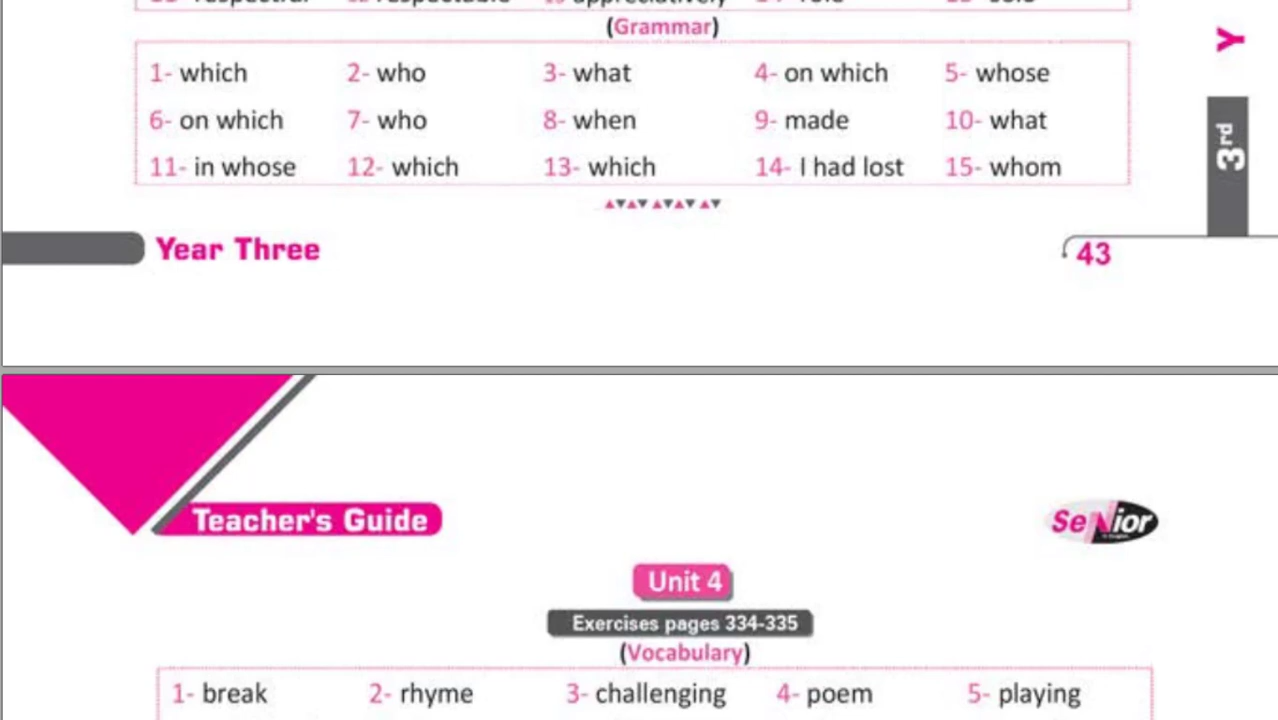 (Grammar)
1- which 2- who 3- what 4- on which 5- whose
6- on which 7- who 8- when 9- made 10- what
11- in whose 12- which 13- which 14- I had lost 15- whom
Year Three
43
3rd
Y
Teacher's Guide
SeNior
Unit 4
Exercises pages 334-335
(Vocabulary)
1- break 2- rhyme 3- challenging 4- poem 5- playing